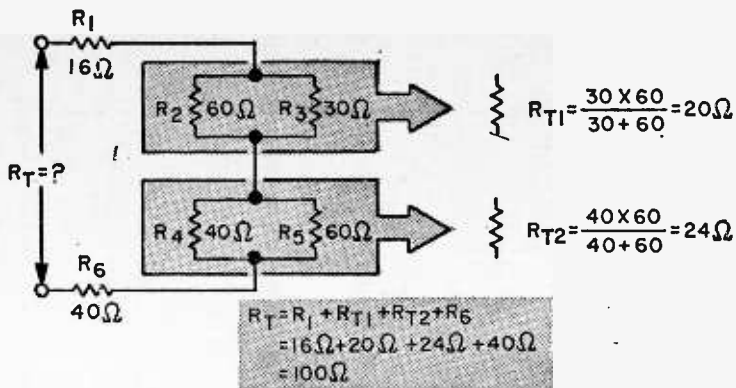 R1
16Ω
R2 60Ω R3 30Ω
RT1 = 30 X 60 / 30 + 60 = 20Ω
RT = ?
R4 40Ω R5 60Ω
RT2 = 40 X 60 / 40 + 60 = 24Ω
R6
40Ω
RT = R1 + RT1 + RT2 + R6
= 16Ω + 20Ω + 24Ω + 40Ω
= 100Ω